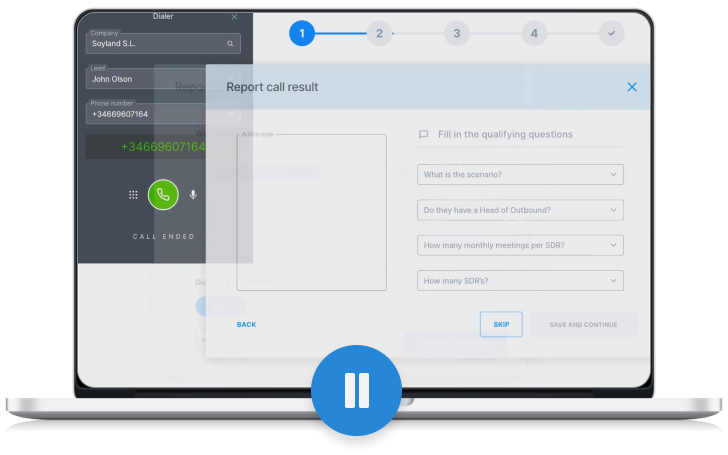 Dialer
Company
Soyland S.L.
Lead
John Olson
Phone number
+34669607164
+34669607164
CALL ENDED
1
2
3
4
Report call result
Add a note
Fill in the qualifying questions
What is the scenario?
Do they have a Head of Outbound?
How many monthly meetings per SDR?
How many SDR's?
BACK
SKIP
SAVE AND CONTINUE